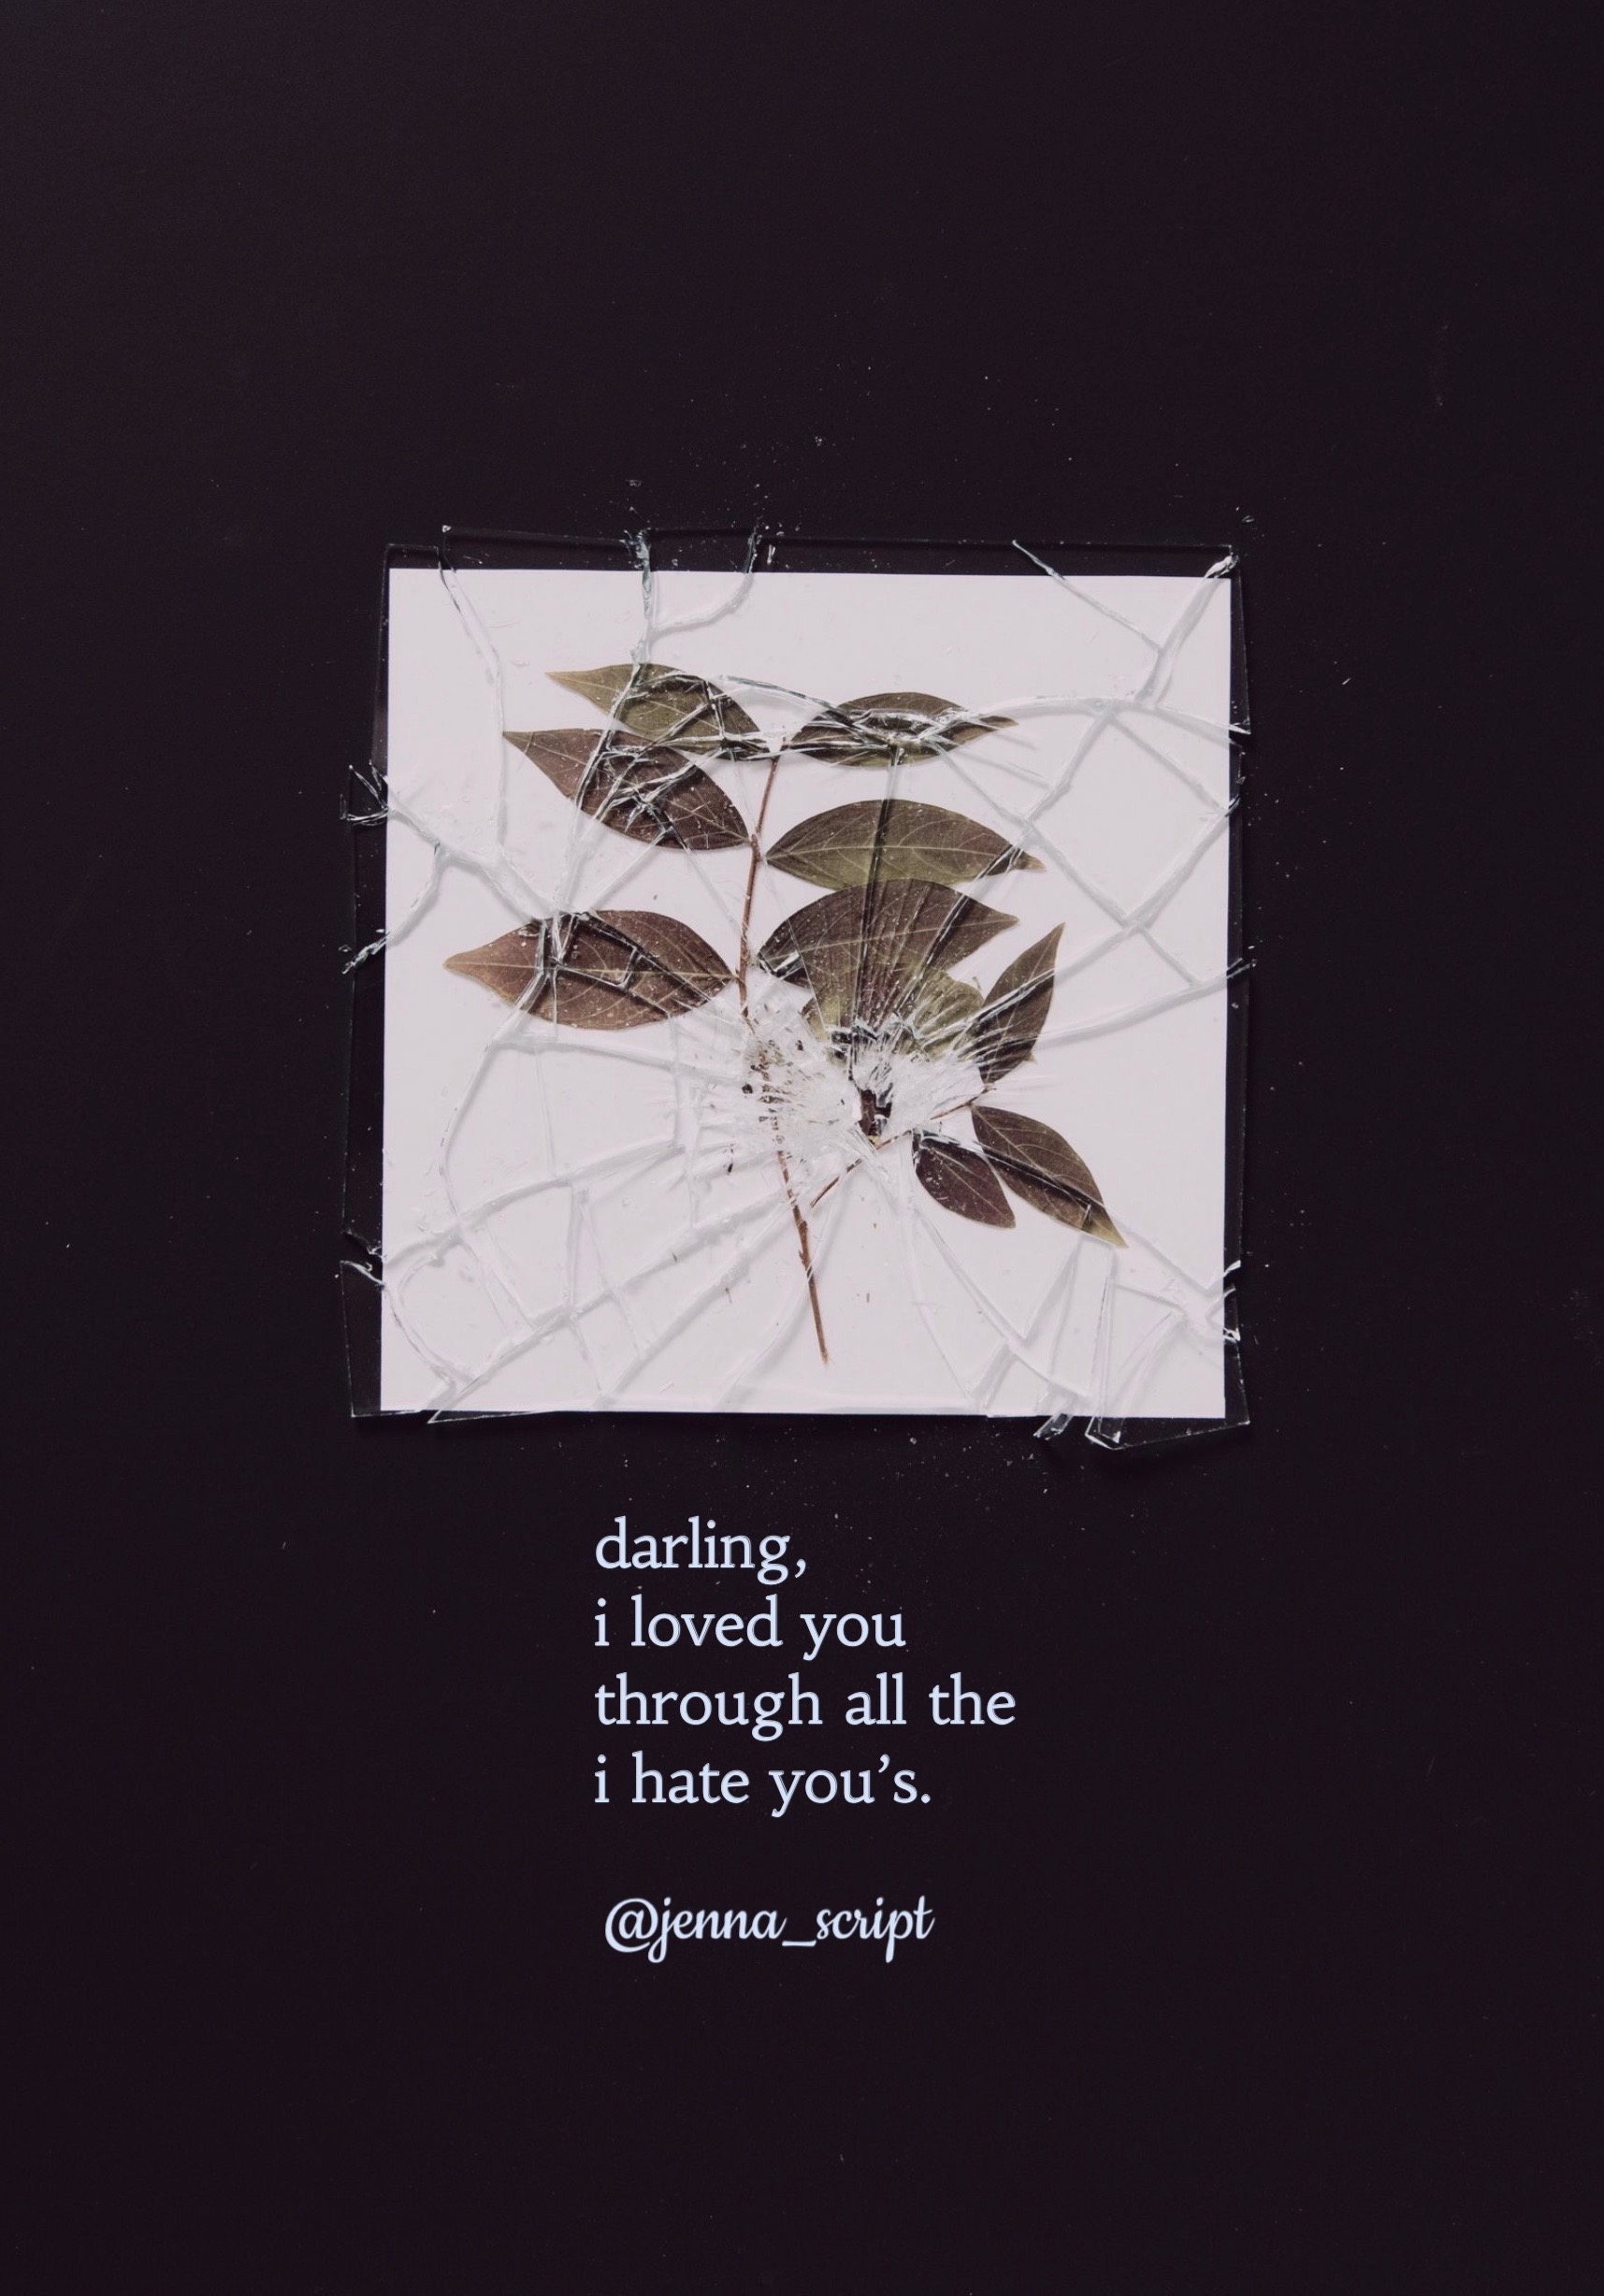 darling,
i loved you
through all the
i hate you’s.
@jenna_script